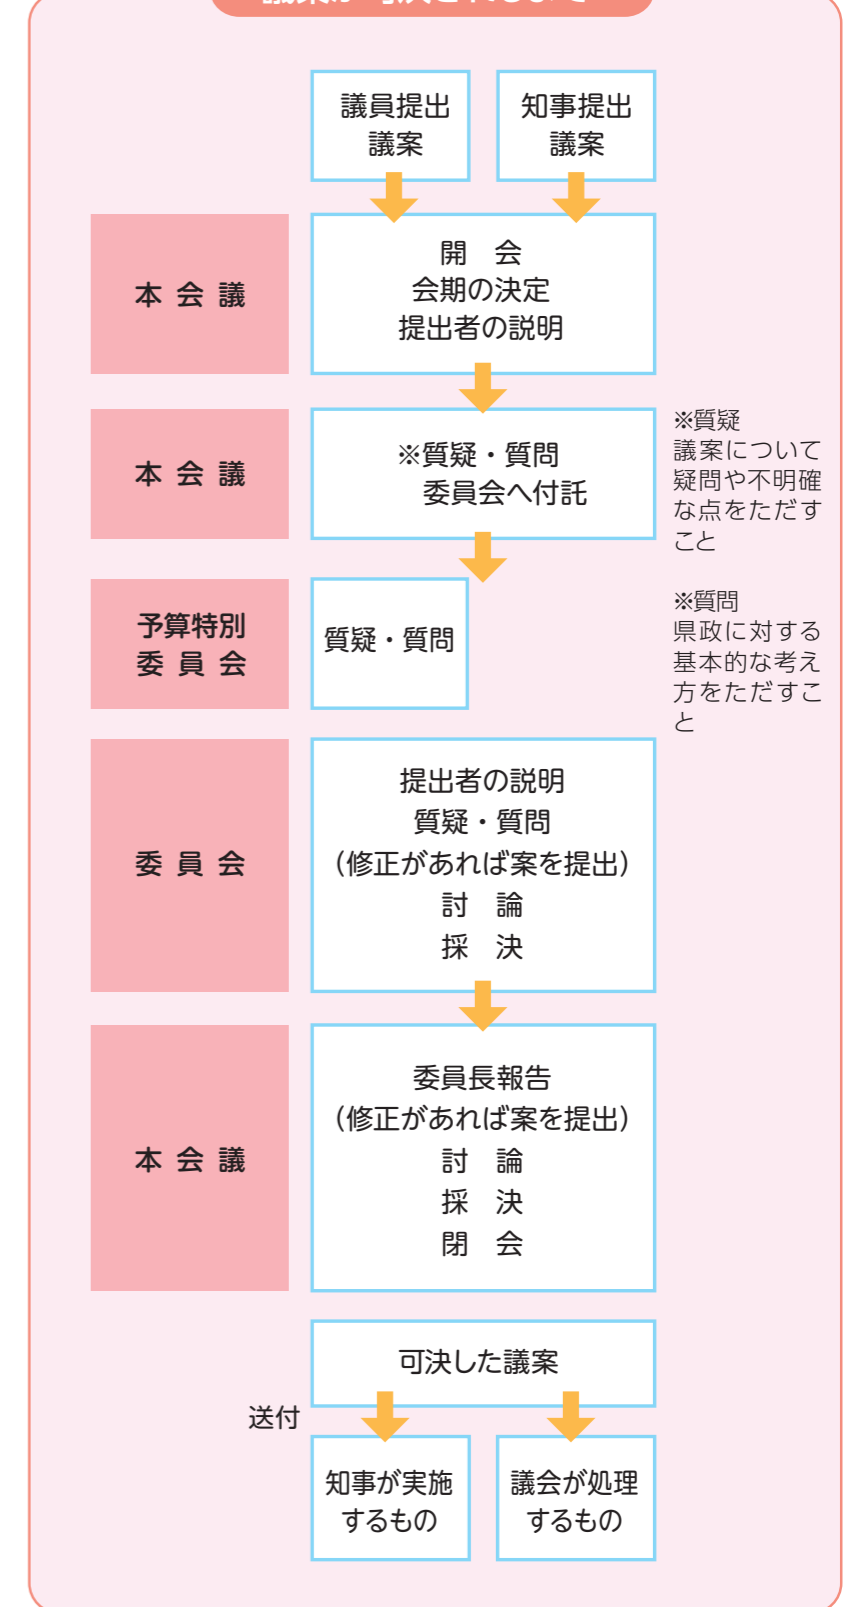 議員提出
議案
知事提出
議案
本会議
開　会
会期の決定
提出者の説明
本会議
※質疑・質問
委員会へ付託
※質疑
議案について
疑問や不明確
な点をただす
こと
予算特別
委員会
質疑・質問
※質問
県政に対する
基本的な考え
方をただすこ
と
委員会
提出者の説明
質疑・質問
（修正があれば案を提出）
討　論
採　決
本会議
委員長報告
（修正があれば案を提出）
討　論
採　決
閉　会
可決した議案
送付
知事が実施
するもの
議会が処理
するもの